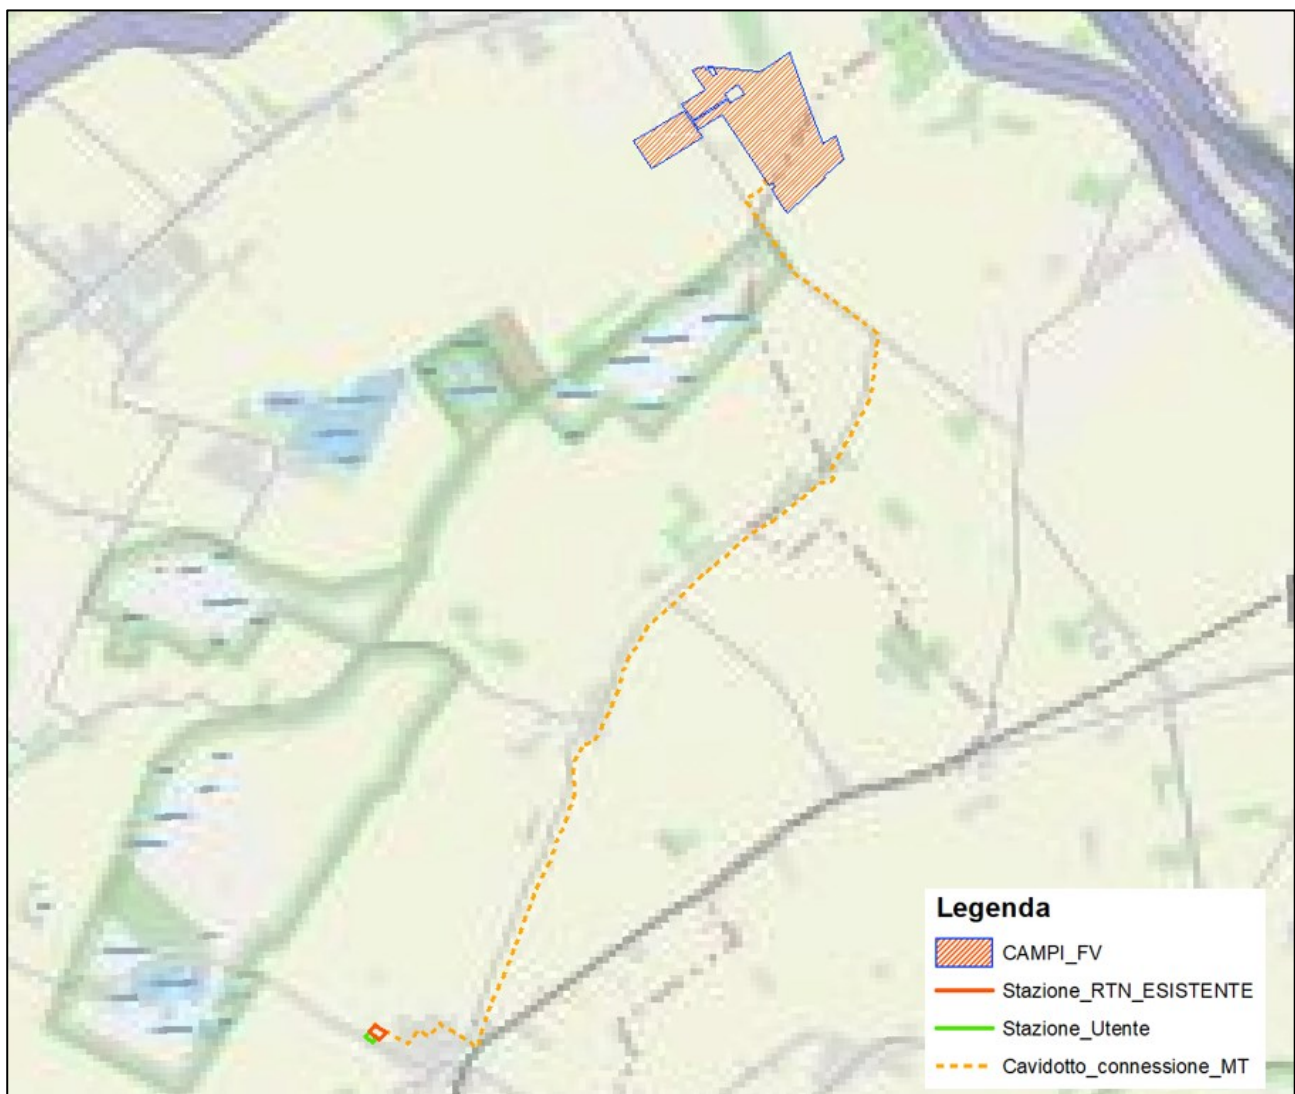 Legenda
CAMPI_FV
Stazione_RTN_ESISTENTE
Stazione_Utente
Cavidotto_connessione_MT